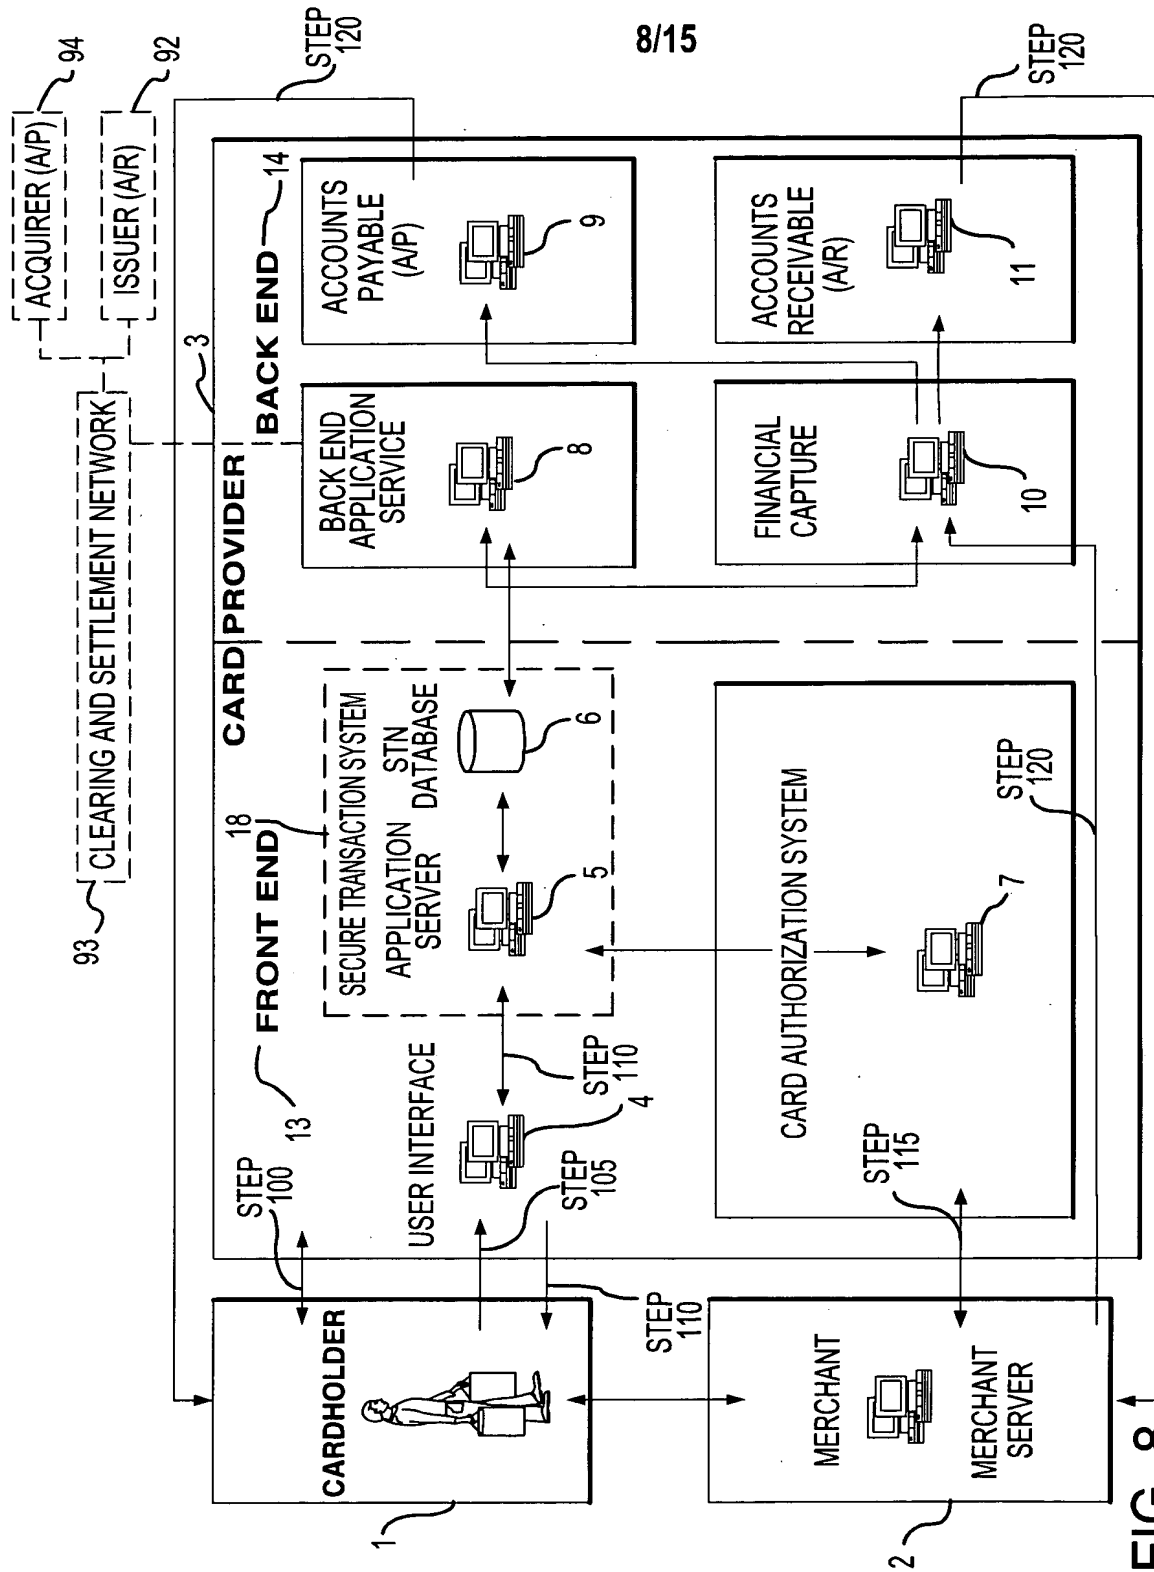 8/15
94
ACQUIRER (A/P)
ISSUER (A/R)
92
93
CLEARING AND SETTLEMENT NETWORK
3
CARD PROVIDER
13
FRONT END
BACK END
14
STEP
120
STEP
100
CARDHOLDER
1
USER INTERFACE
4
STEP
105
STEP
110
STEP
110
18
SECURE TRANSACTION SYSTEM
APPLICATION
SERVER
5
STN
DATABASE
6
BACK END
APPLICATION
SERVICE
8
ACCOUNTS
PAYABLE
(A/P)
9
MERCHANT
MERCHANT
SERVER
2
STEP
115
CARD AUTHORIZATION SYSTEM
7
STEP
120
FINANCIAL
CAPTURE
10
ACCOUNTS
RECEIVABLE
(A/R)
11
STEP
120
FIG. 8